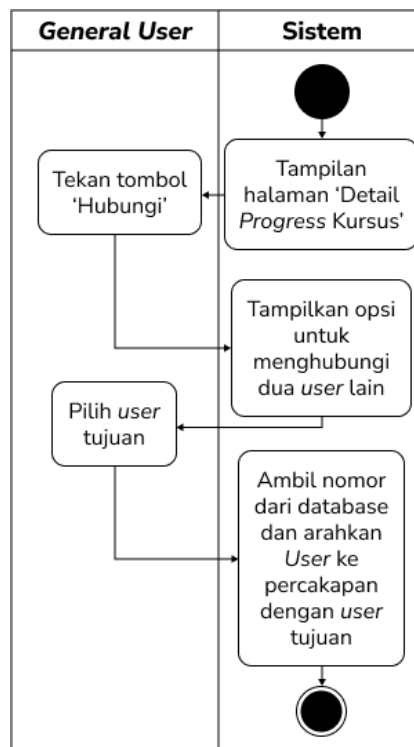 General User
Sistem
Tampilan
halaman ‘Detail
Progress Kursus’
Tekan tombol
‘Hubungi’
Tampilkan opsi
untuk
menghubungi
dua user lain
Pilih user
tujuan
Ambil nomor
dari database
dan arahkan
User ke
percakapan
dengan user
tujuan